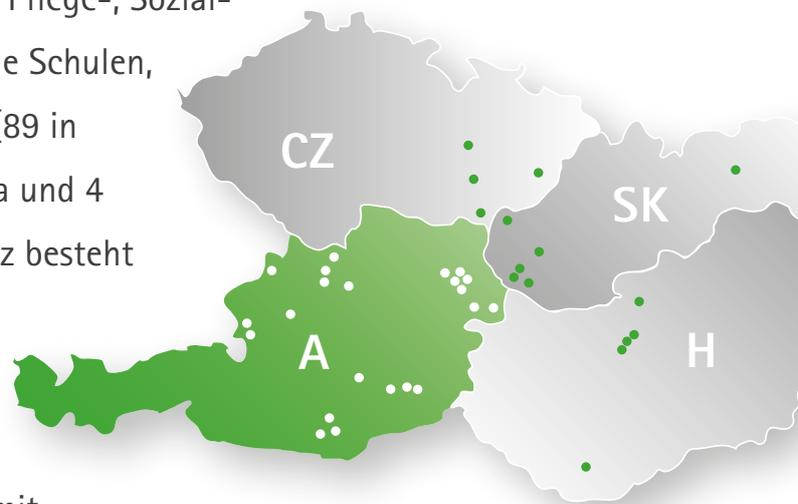 Pflege-, Sozial-
e Schulen,
(89 in
a und 4
z besteht
mit
CZ
SK
A
H